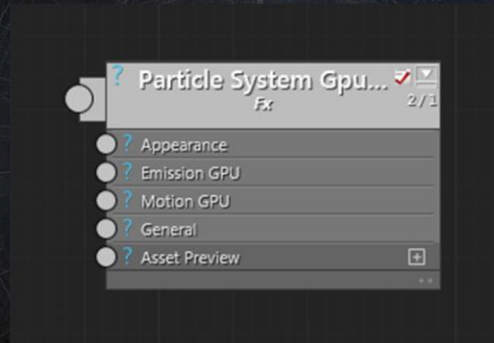 ? Particle System Gpu...
Fx
2/1
? Appearance
? Emission GPU
? Motion GPU
? General
? Asset Preview